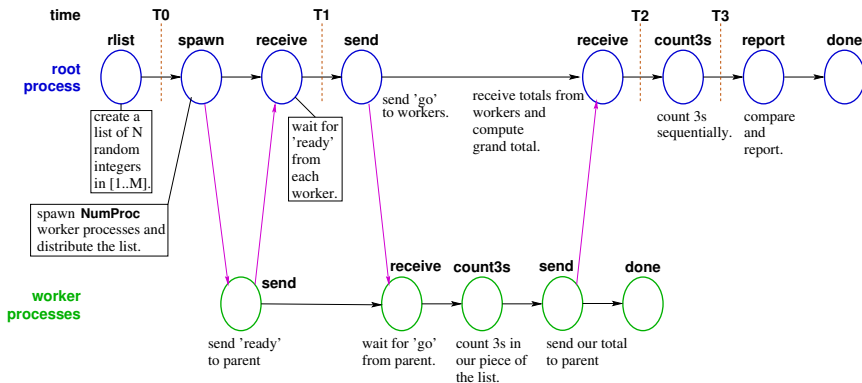 time
T0
T1
T2
T3
rlist
spawn
receive
send
receive
count3s
report
done
root
process
create a
list of N
random
integers
in [1..M].
wait for
'ready'
from
each
worker.
send 'go'
to workers.
receive totals from
workers and
compute
grand total.
count 3s
sequentially.
compare
and
report.
spawn NumProc
worker processes and
distribute the list.
send
receive
count3s
send
done
worker
processes
send 'ready'
to parent
wait for 'go'
from parent.
count 3s in
our piece of
the list.
send our total
to parent